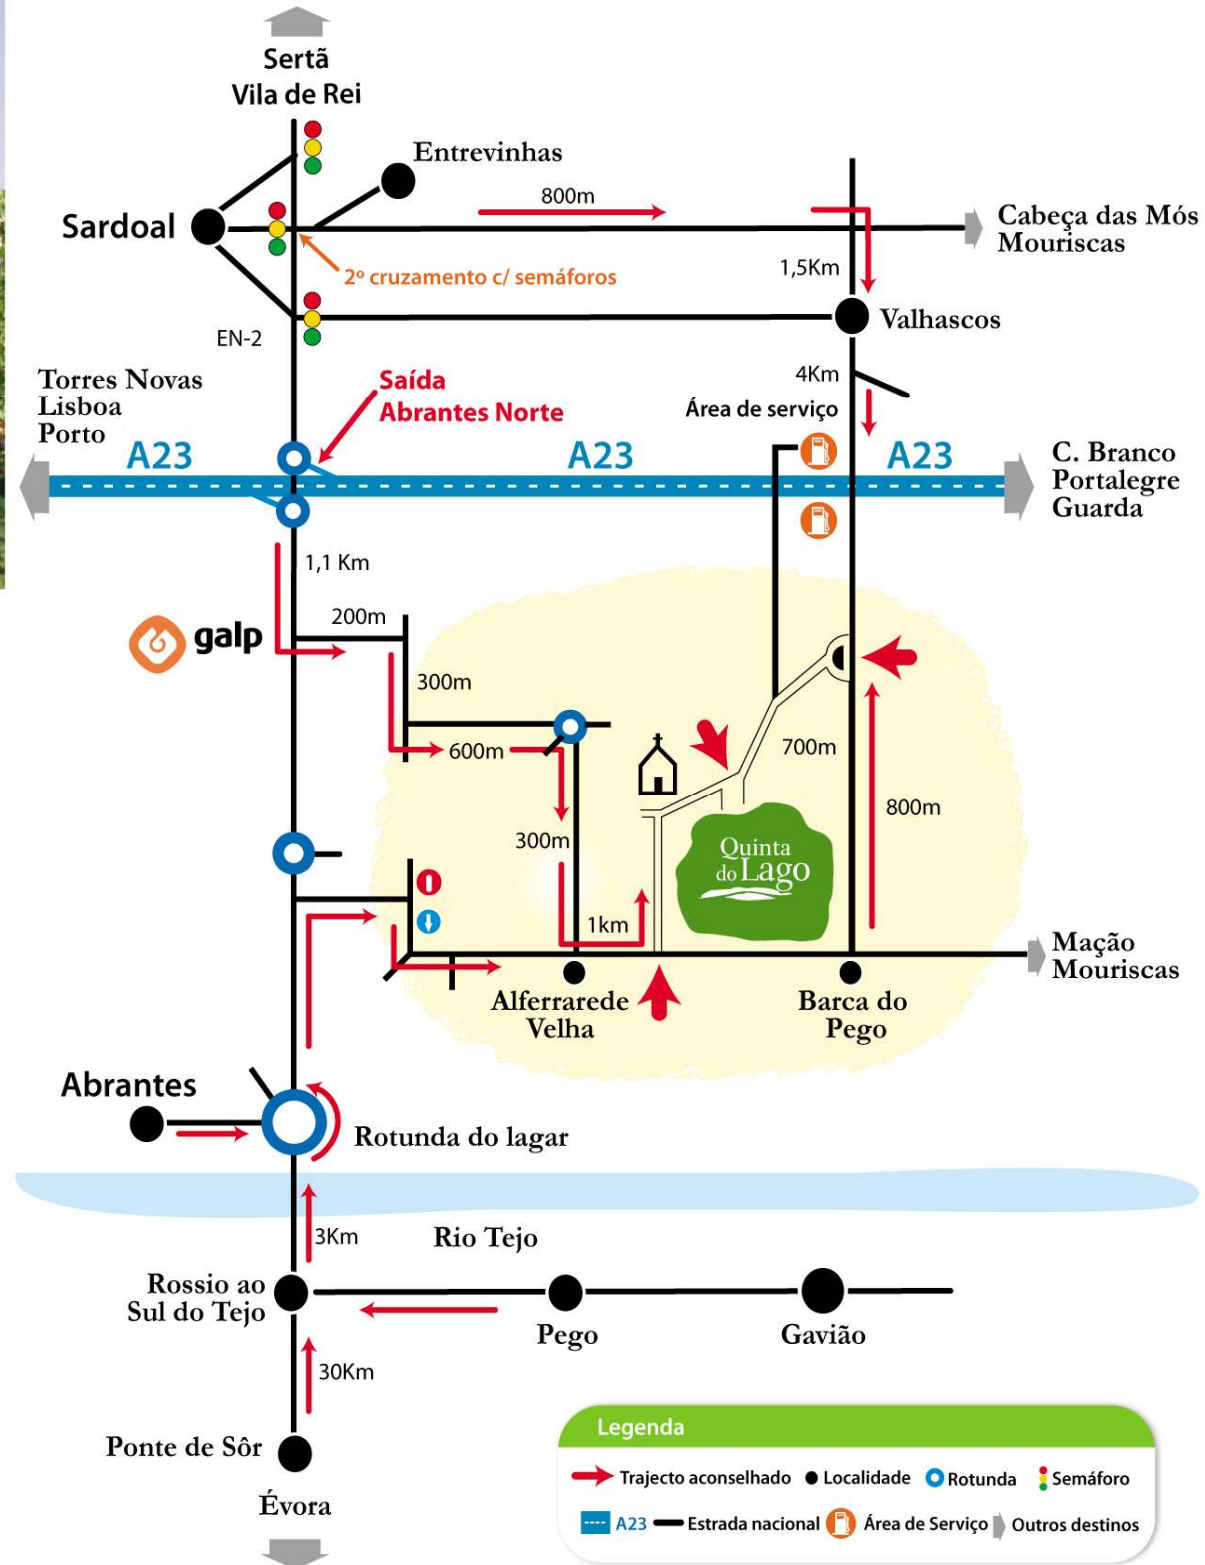 Sertã
Vila de Rei
Entrevinhas
800m
Sardoal
Cabeça das Mós
Mouriscas
2º cruzamento c/ semáforos
1,5Km
EN-2
Valhascos
Torres Novas
Lisboa
Porto
Saída
Abrantes Norte
4Km
Área de serviço
A23
A23
A23
C. Branco
Portalegre
Guarda
1,1 Km
galp
200m
300m
600m
700m
800m
300m
Quinta
do Lago
1km
Mação
Mouriscas
Alferrarede
Velha
Barca do
Pego
Abrantes
Rotunda do lagar
3Km
Rio Tejo
Rossio ao
Sul do Tejo
Pego
Gavião
30Km
Ponte de Sôr
Évora
Legenda
Trajecto aconselhado
Localidade
Rotunda
Semáforo
A23
Estrada nacional
Área de Serviço
Outros destinos